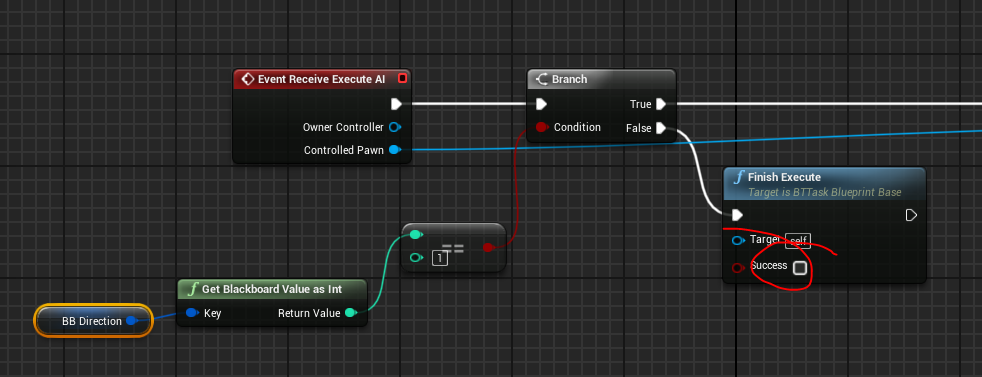 Event Receive Execute AI
Owner Controller
Controlled Pawn
Branch
True
Condition
False
Finish Execute
Target is BTTask Blueprint Base
Target self
Success
==
1
Get Blackboard Value as Int
Key
Return Value
BB Direction